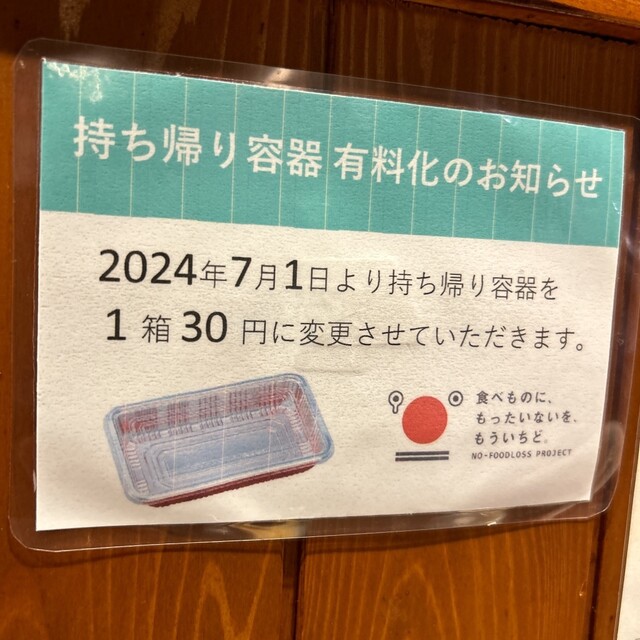 持ち帰り容器 有料化のお知らせ
2024年7月1日より持ち帰り容器を
1 箱 30 円に変更させていただきます。
食べものに、
もったいないを、
もういちど。
NO-FOODLOSS PROJECT